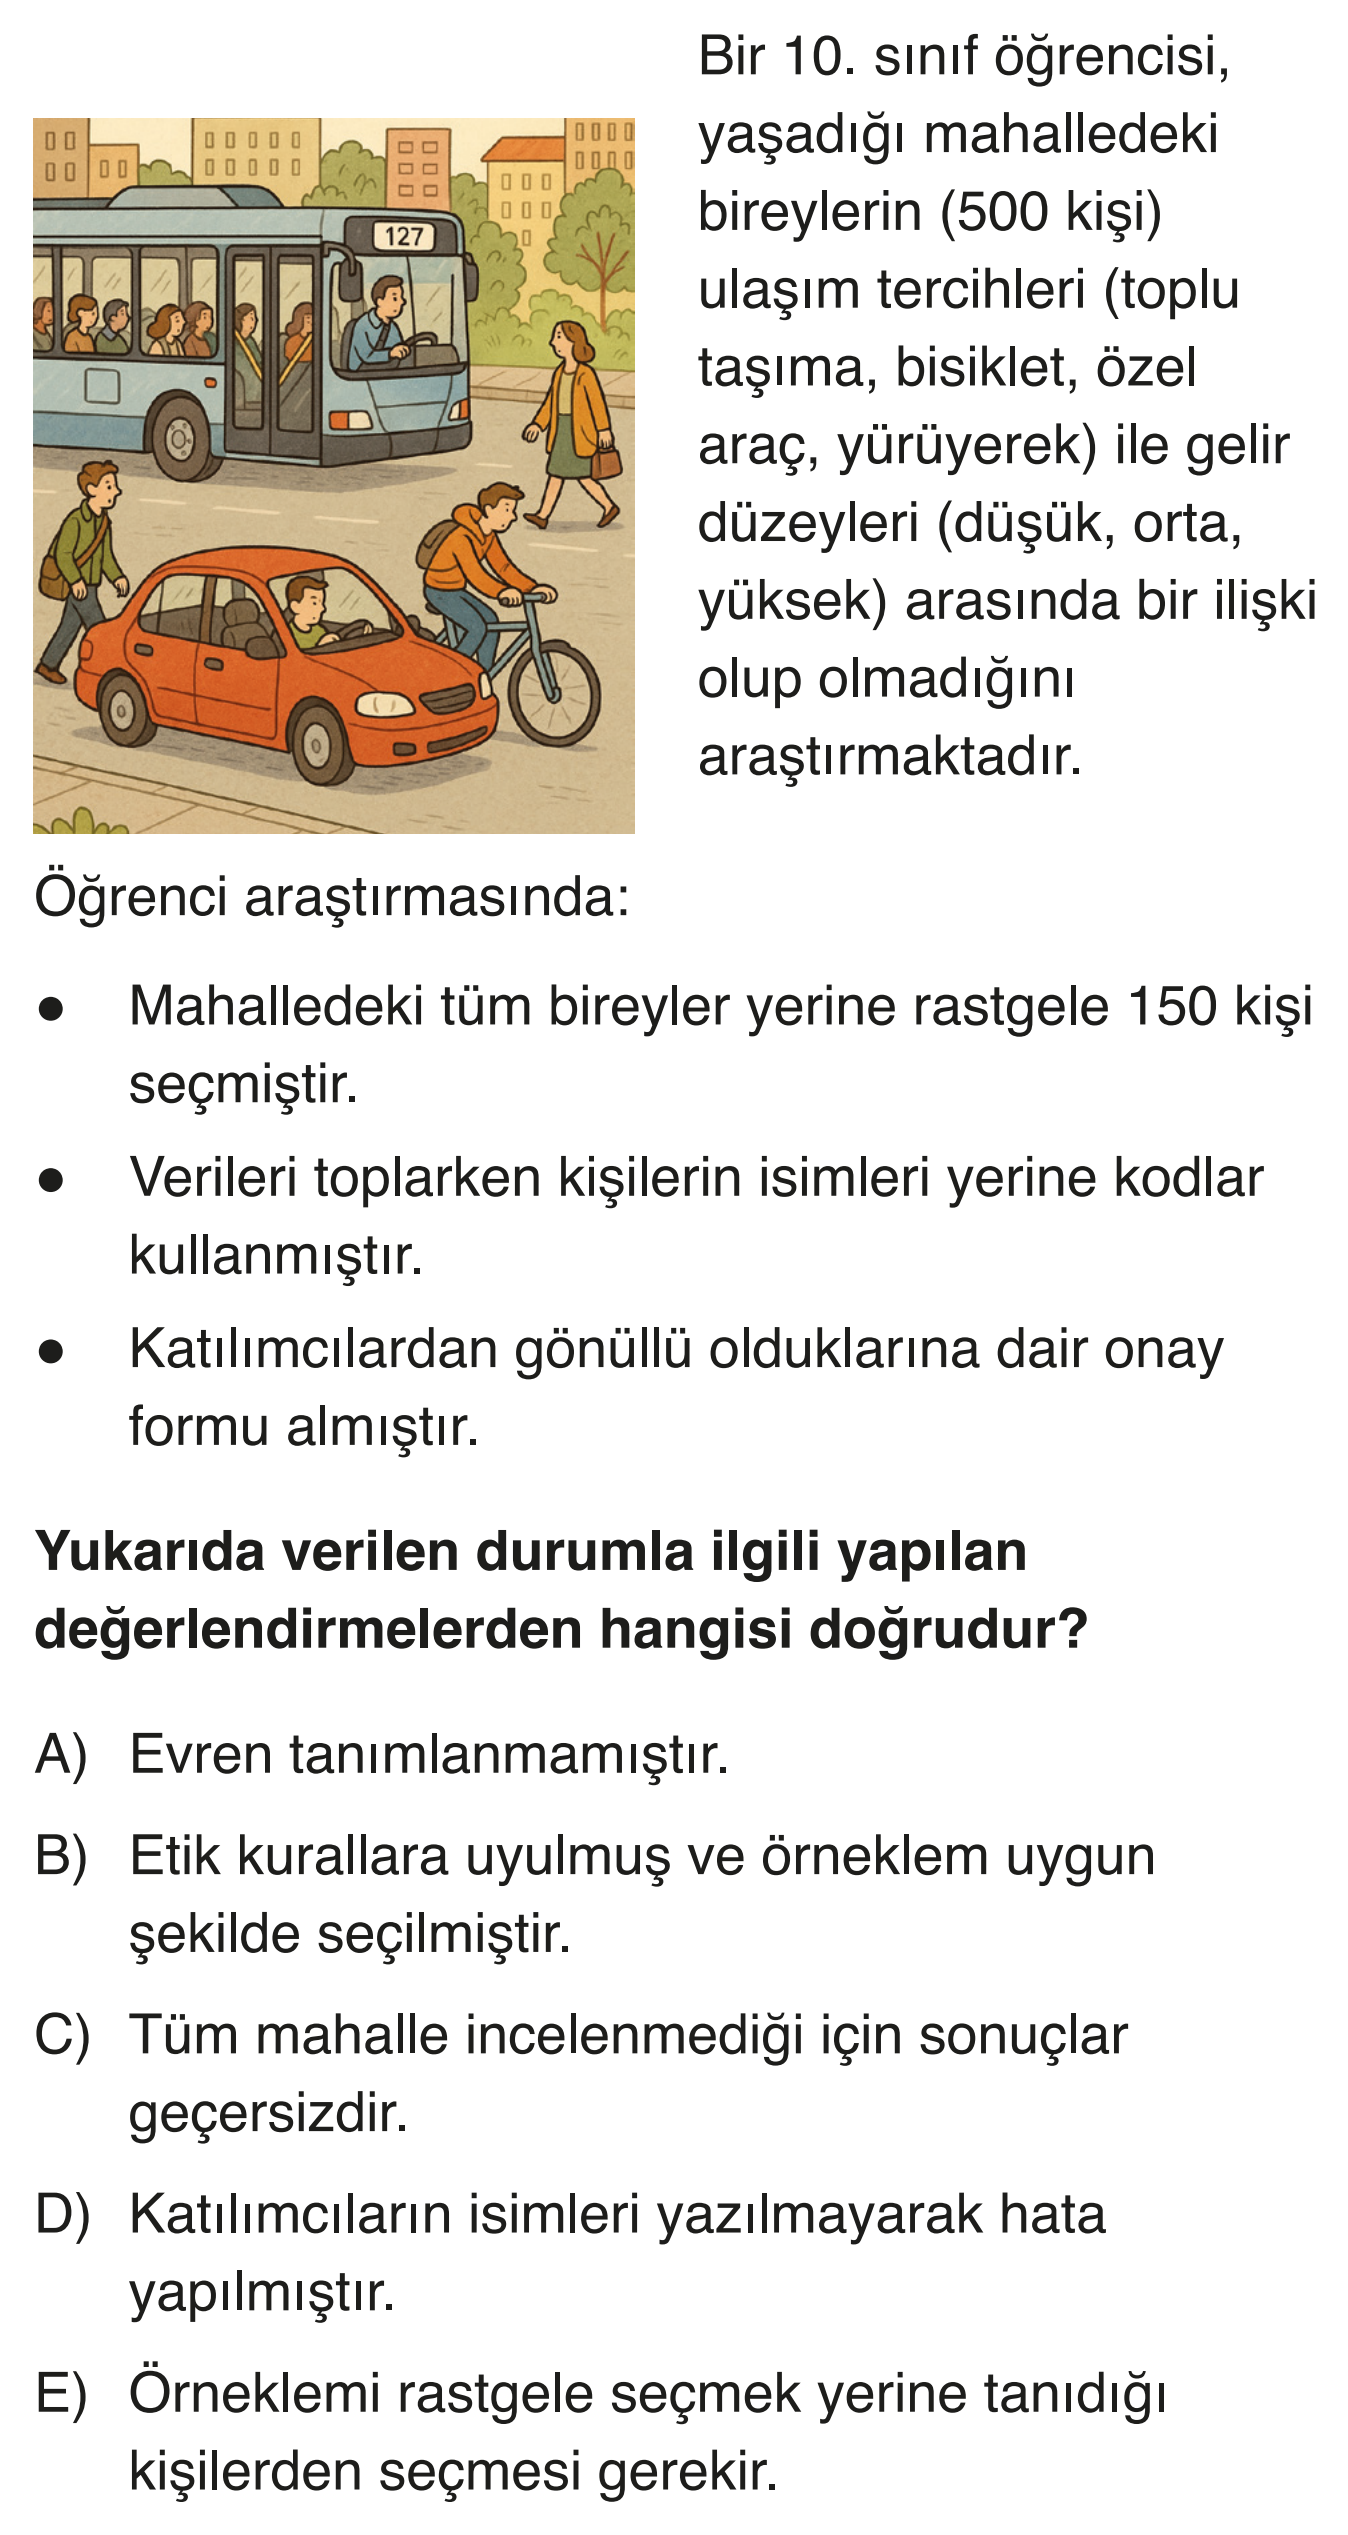 Bir 10. sınıf öğrencisi,
yaşadığı mahalledeki
bireylerin (500 kişi)
ulaşım tercihleri (toplu
taşıma, bisiklet, özel
araç, yürüyerek) ile gelir
düzeyleri (düşük, orta,
yüksek) arasında bir ilişki
olup olmadığını
araştırmaktadır.
127
Öğrenci araştırmasında:
● Mahalledeki tüm bireyler yerine rastgele 150 kişi
seçmiştir.
● Verileri toplarken kişilerin isimleri yerine kodlar
kullanmıştır.
● Katılımcılardan gönüllü olduklarına dair onay
formu almıştır.
Yukarıda verilen durumla ilgili yapılan
değerlendirmelerden hangisi doğrudur?
A) Evren tanımlanmamıştır.
B) Etik kurallara uyulmuş ve örneklem uygun
şekilde seçilmiştir.
C) Tüm mahalle incelenmediği için sonuçlar
geçersizdir.
D) Katılımcıların isimleri yazılmayarak hata
yapılmıştır.
E) Örneklemi rastgele seçmek yerine tanıdığı
kişilerden seçmesi gerekir.